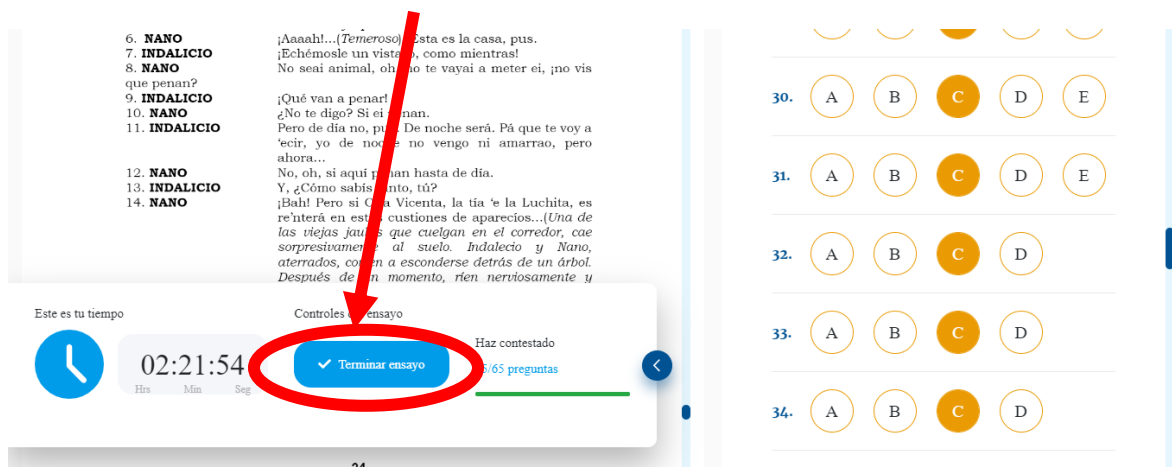 6. NANO ¡Aaaah!...(Temeroso) Esta es la casa, pus.
7. INDALICIO ¡Echémosle un vistazo, como mientras!
8. NANO No seai animal, oh, no te vayai a meter ei, ¡no vis
que penan?
9. INDALICIO ¡Qué van a penar!
10. NANO ¿No te digo? Si ei penan.
11. INDALICIO Pero de día no, pus. De noche será. Pá que te voy a
'ecir, yo de noche no vengo ni amarrao, pero
ahora...
12. NANO No, oh, si aquí penan hasta de día.
13. INDALICIO Y, ¿Cómo sabís tanto, tú?
14. NANO ¡Bah! Pero si Vicenta, la tía 'e la Luchita, es
re'nterá en estas custiones de aparecíos...(Una de
las viejas jaulas que cuelgan en el corredor, cae
sorpresivamente al suelo. Indalecio y Nano,
aterrados, corren a esconderse detrás de un árbol.
Después de un momento, ríen nerviosamente y
Este es tu tiempo
02:21:54
Hrs Min Seg
Controles de ensayo
Terminar ensayo
Haz contestado
/65 preguntas
30. A B C D E
31. A B C D E
32. A B C D
33. A B C D
34. A B C D